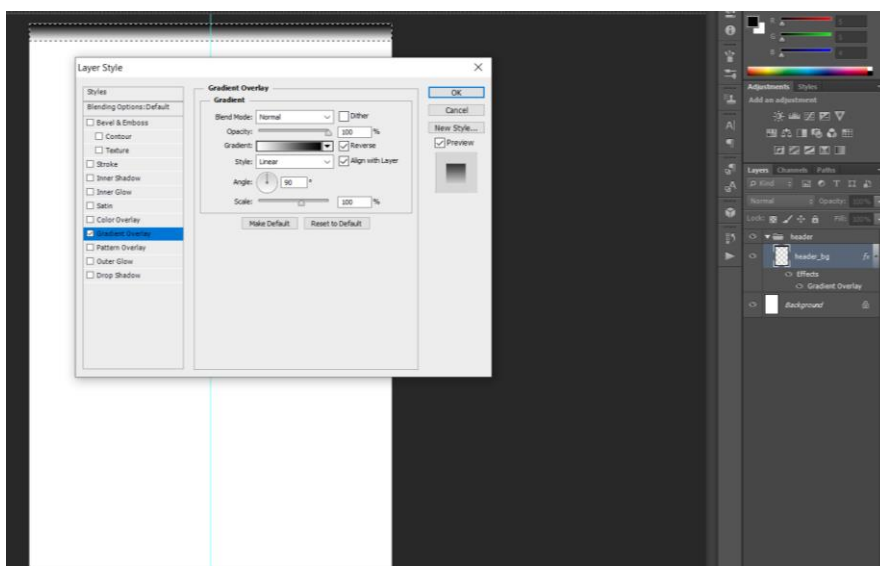 Layer Style
Styles
Blending Options: Default
Bevel & Emboss
Contour
Texture
Stroke
Inner Shadow
Inner Glow
Satin
Color Overlay
Gradient Overlay
Pattern Overlay
Outer Glow
Drop Shadow
Gradient Overlay
Gradient
Blend Mode: Normal Dither
Opacity: 100 %
Gradient: Reverse
Style: Linear Align with Layer
Angle: 90 °
Scale: 100 %
Make Default Reset to Default
OK
Cancel
New Style...
Preview
Adjustments Styles
Add an adjustment
Layers Channels Paths
Kind
Normal Opacity: 100%
Lock: Fill: 100%
header
header_bg fx
Effects
Gradient Overlay
Background